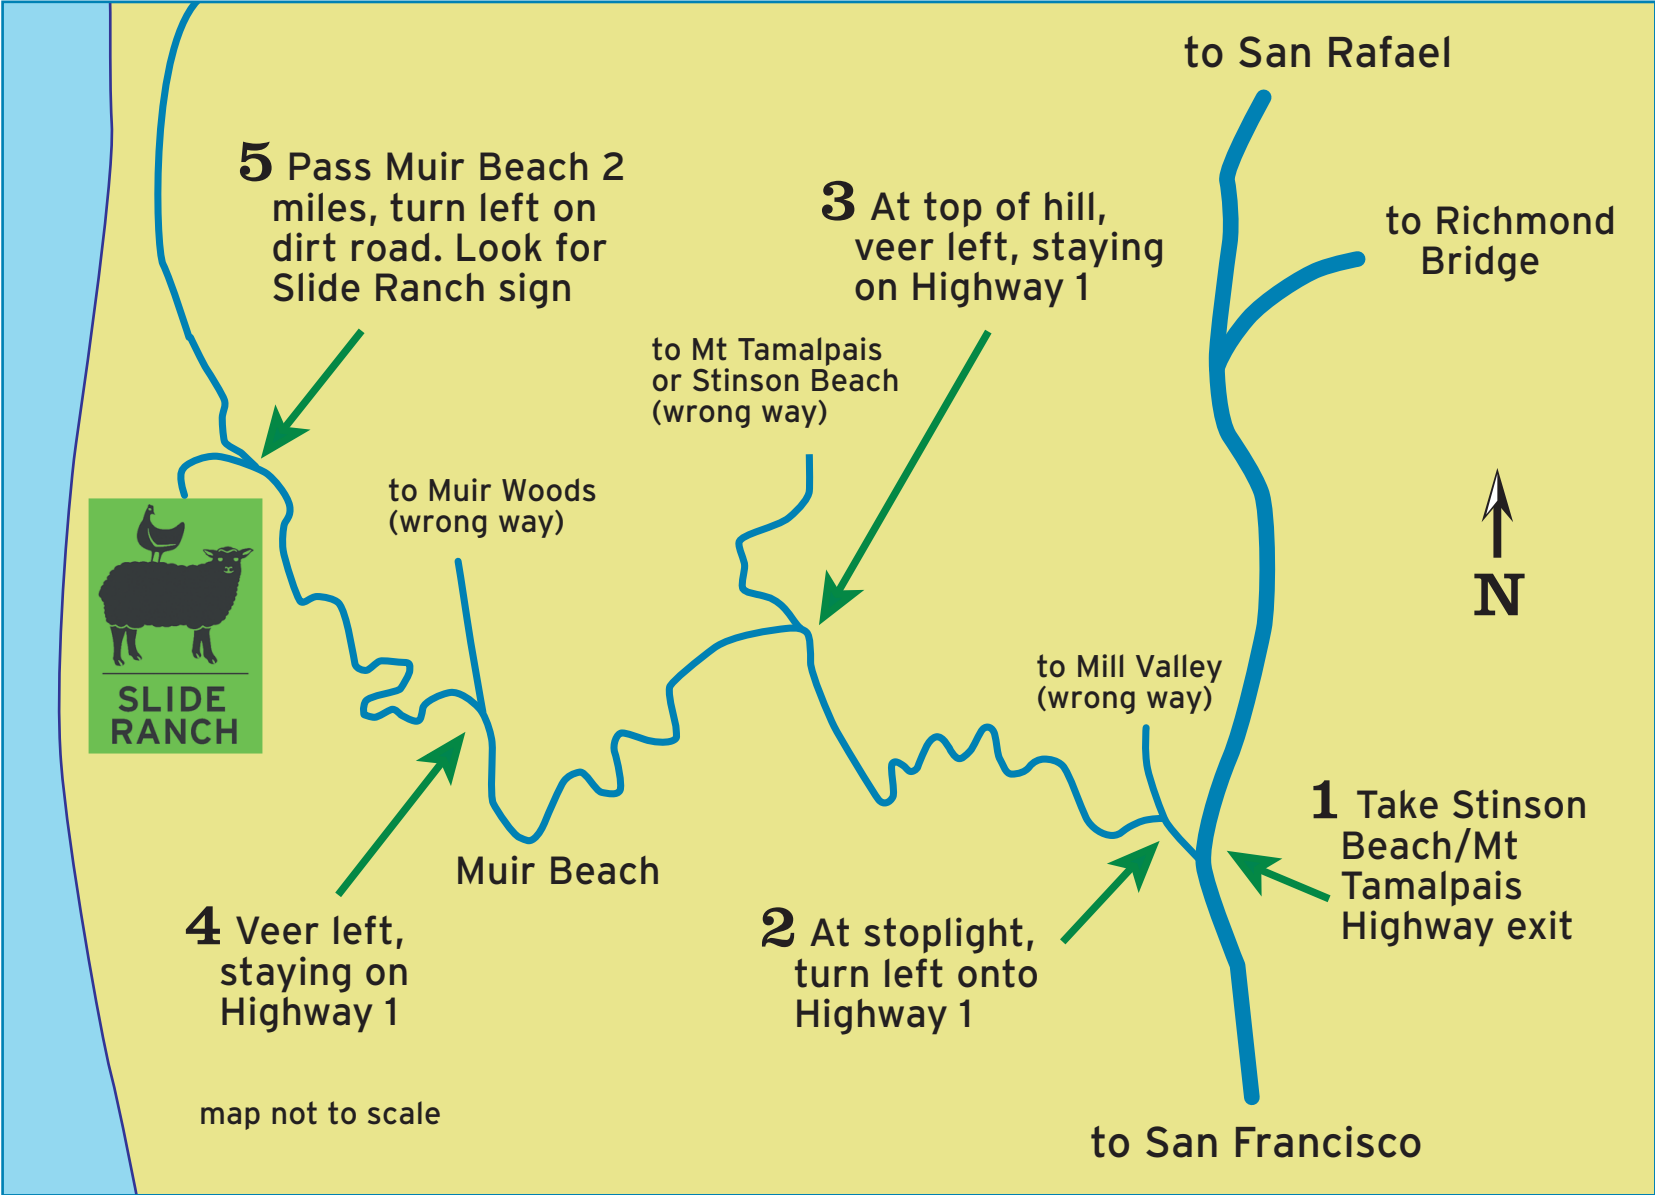 to San Rafael
5 Pass Muir Beach 2
miles, turn left on
dirt road. Look for
Slide Ranch sign
3 At top of hill,
veer left, staying
on Highway 1
to Richmond
Bridge
to Mt Tamalpais
or Stinson Beach
(wrong way)
to Muir Woods
(wrong way)
N
SLIDE
RANCH
to Mill Valley
(wrong way)
1 Take Stinson
Beach/Mt
Tamalpais
Highway exit
Muir Beach
4 Veer left,
staying on
Highway 1
2 At stoplight,
turn left onto
Highway 1
map not to scale
to San Francisco